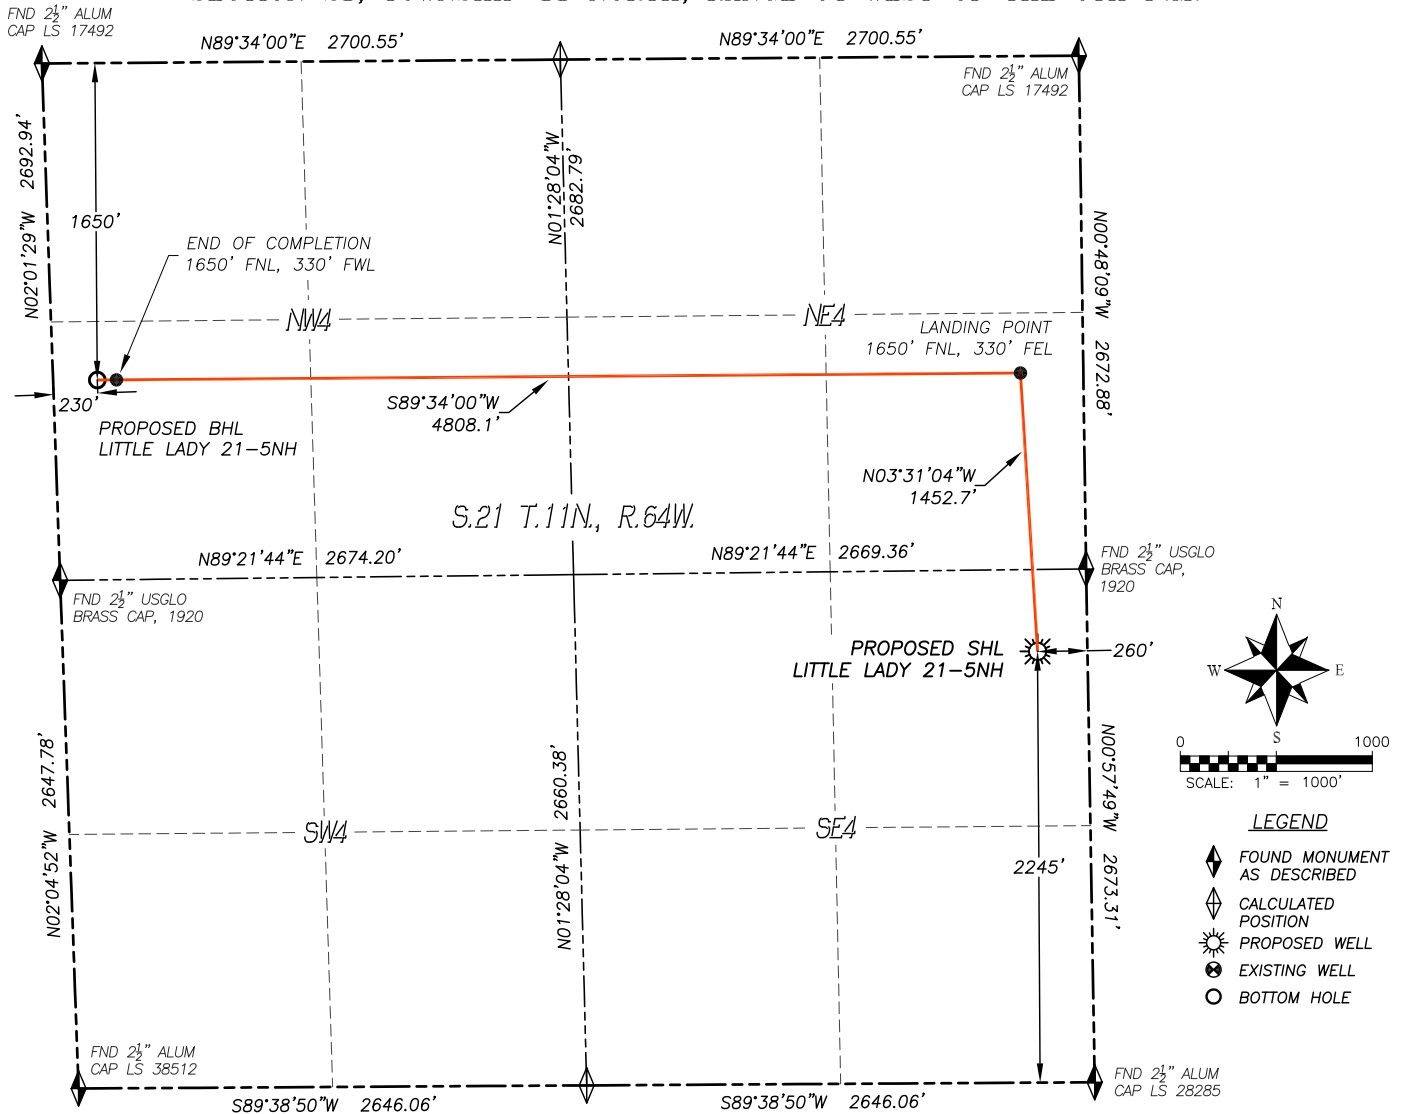 FND 2½" ALUM
CAP LS 17492
N89°34'00"E 2700.55'
N89°34'00"E 2700.55'
FND 2½" ALUM
CAP LS 17492
N02°01'29"W 2692.94'
1650'
N01°28'04"W
2682.79'
N00°48'09"W 2672.88'
END OF COMPLETION
1650' FNL, 330' FWL
NW4
NE4
LANDING POINT
1650' FNL, 330' FEL
230'
S89°34'00"W
4808.1'
PROPOSED BHL
LITTLE LADY 21-5NH
N03°31'04"W
1452.7'
S.21 T.11N., R.64W.
N89°21'44"E 2674.20'
N89°21'44"E 2669.36'
FND 2½" USGLO
BRASS CAP,
1920
FND 2½" USGLO
BRASS CAP, 1920
PROPOSED SHL
LITTLE LADY 21-5NH
260'
N
W
E
S
0
1000
SCALE: 1" = 1000'
N02°04'52"W 2647.78'
N01°28'04"W 2660.38'
N00°57'49"W 2673.31'
SW4
SE4
2245'
LEGEND
FOUND MONUMENT
AS DESCRIBED
CALCULATED
POSITION
PROPOSED WELL
EXISTING WELL
BOTTOM HOLE
FND 2½" ALUM
CAP LS 38512
S89°38'50"W 2646.06'
S89°38'50"W 2646.06'
FND 2½" ALUM
CAP LS 28285